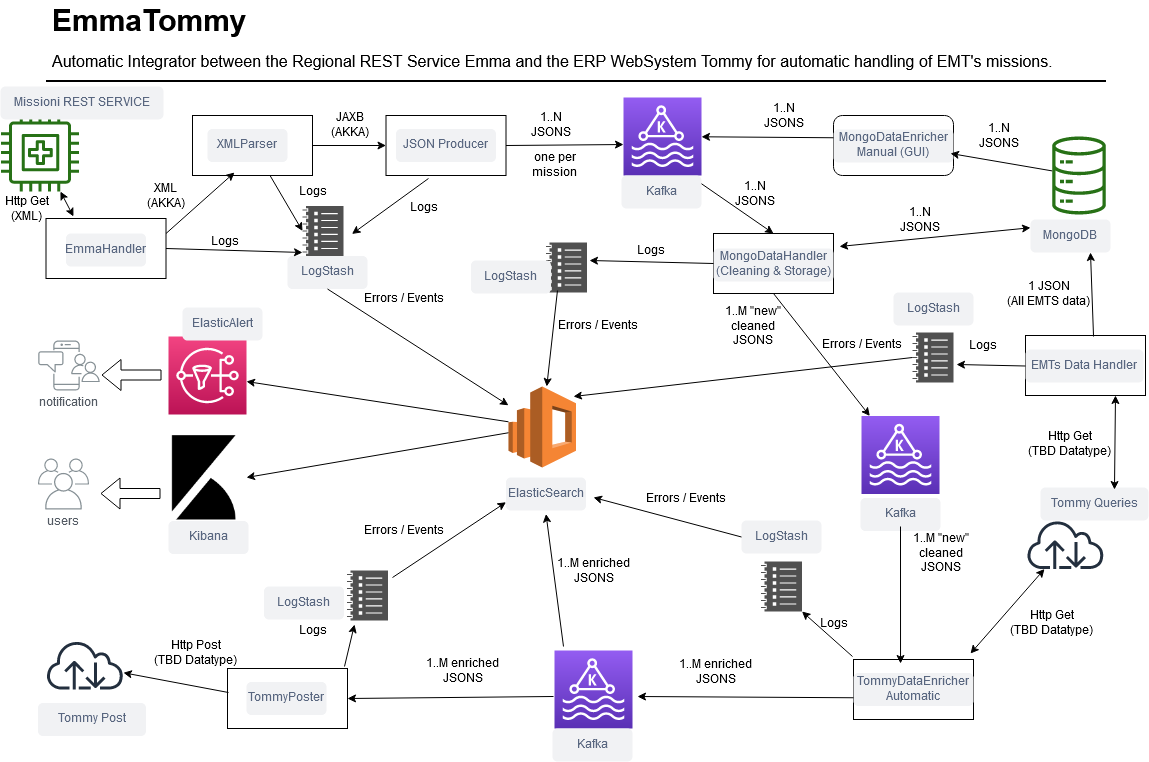 EmmaTommy
Automatic Integrator between the Regional REST Service Emma and the ERP WebSystem Tommy for automatic handling of EMT's missions.
Missioni REST SERVICE
Http Get
(XML)
EmmaHandler
XML
(AKKA)
XMLParser
JAXB
(AKKA)
JSON Producer
1..N
JSONS
one per
mission
Kafka
1..N
JSONS
MongoDataEnricher
Manual (GUI)
1..N
JSONS
MongoDB
Logs
Logs
Logs
LogStash
1..N
JSONS
1..N
JSONS
MongoDataHandler
(Cleaning & Storage)
Logs
LogStash
Errors / Events
Errors / Events
1..M "new"
cleaned
JSONS
Errors / Events
LogStash
Logs
1 JSON
(All EMTS data)
EMTs Data Handler
ElasticAlert
notification
Kafka
Http Get
(TBD Datatype)
Tommy Queries
ElasticSearch
Kibana
users
Errors / Events
Errors / Events
LogStash
1..M "new"
cleaned
JSONS
1..M enriched
JSONS
LogStash
Logs
Logs
Http Get
(TBD Datatype)
Http Post
(TBD Datatype)
Tommy Post
TommyPoster
1..M enriched
JSONS
Kafka
1..M enriched
JSONS
TommyDataEnricher
Automatic
K
K
K